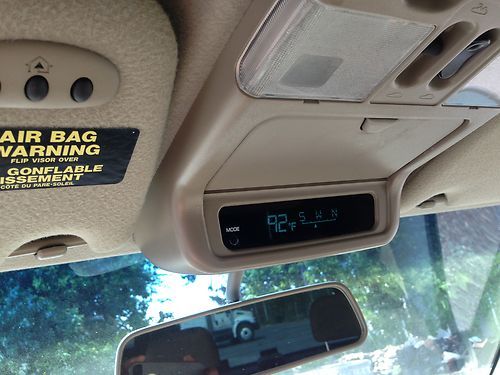 AIR BAG
WARNING
FLIP VISOR OVER
GONFLABLE
ISSEMENT
CÔTÉ DU PARE-SOLEIL
MODE
92°F S W N